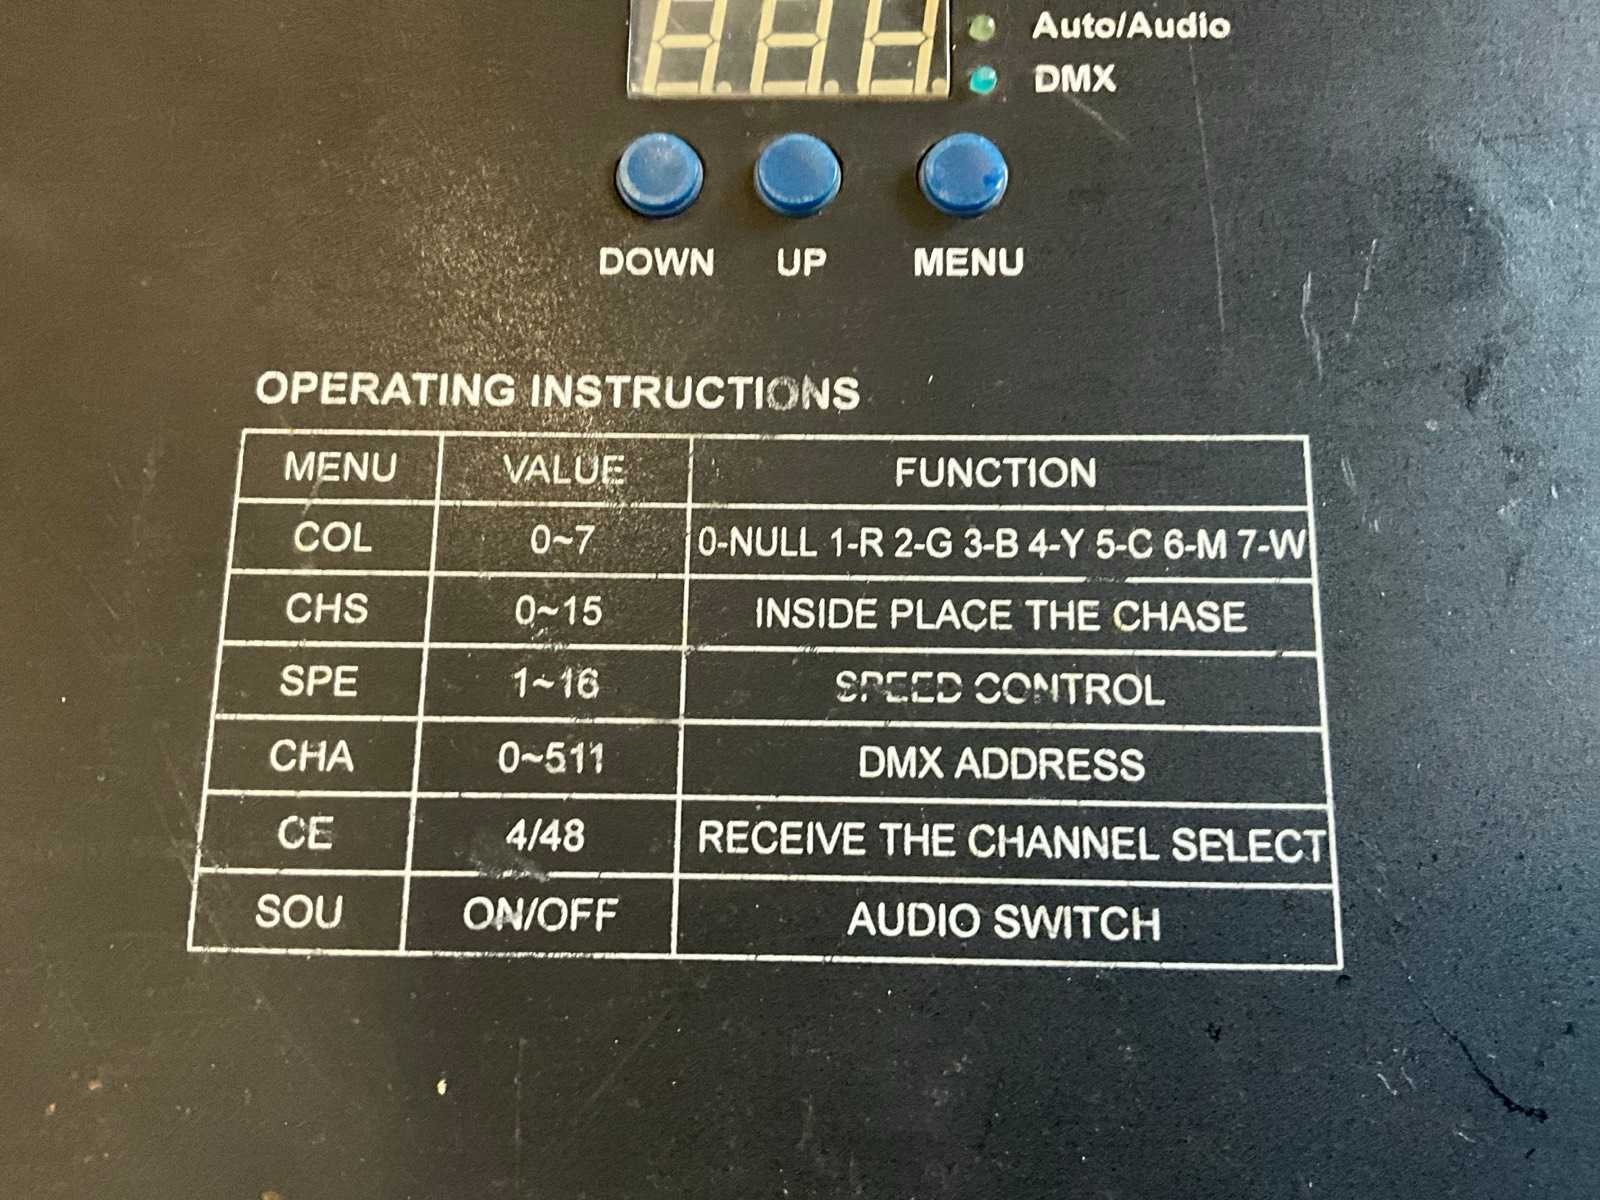 Auto/Audio
DMX
DOWN UP MENU
OPERATING INSTRUCTIONS
MENU VALUE FUNCTION
COL 0~7 0-NULL 1-R 2-G 3-B 4-Y 5-C 6-M 7-W
CHS 0~15 INSIDE PLACE THE CHASE
SPE 1~16 SPEED CONTROL
CHA 0~511 DMX ADDRESS
CE 4/48 RECEIVE THE CHANNEL SELECT
SOU ON/OFF AUDIO SWITCH